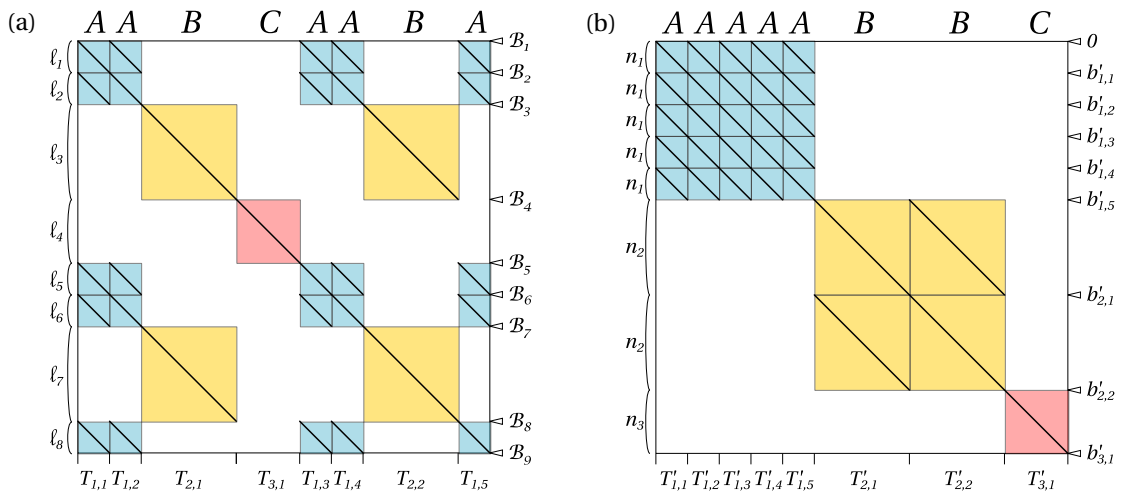 (a) A A B C A A B A
ℓ1
ℓ2
ℓ3
ℓ4
ℓ5
ℓ6
ℓ7
ℓ8
ℬ1
ℬ2
ℬ3
ℬ4
ℬ5
ℬ6
ℬ7
ℬ8
ℬ9
T1,1 T1,2 T2,1 T3,1 T1,3 T1,4 T2,2 T1,5
(b) A A A A A B B C
n1
n1
n1
n1
n1
n2
n2
n3
0
b'1,1
b'1,2
b'1,3
b'1,4
b'1,5
b'2,1
b'2,2
b'3,1
T'1,1 T'1,2 T'1,3 T'1,4 T'1,5 T'2,1 T'2,2 T'3,1